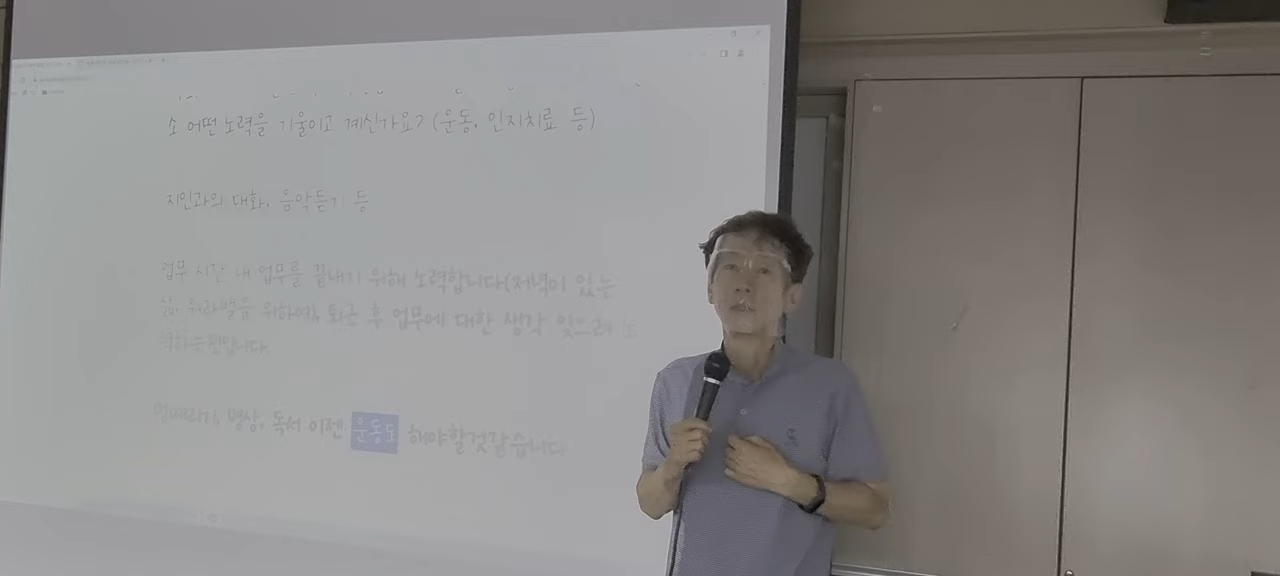 소 어떤 노력을 기울이고 계신가요? (운동, 인지치료 등)
지인과의 대화, 음악듣기 등
업무 시간 내 업무를 끝내기 위해 노력합니다(저녁이 있는
삶, 워라밸을 위하여), 퇴근 후 업무에 대한 생각 잊으려 노
력하는편입니다.
멍때리기, 명상, 독서 이젠 운동도 해야할것같습니다